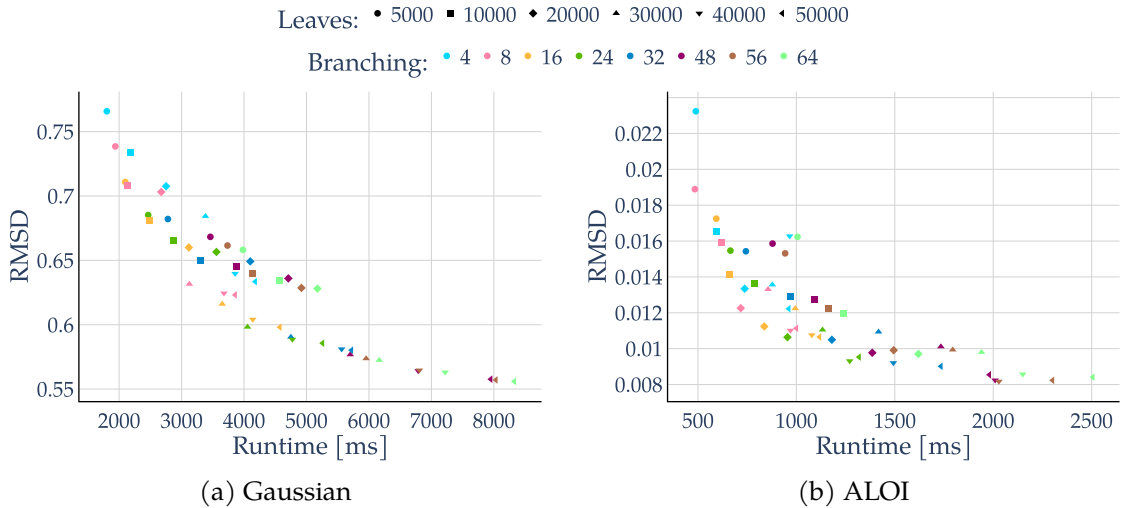 Leaves: 5000 10000 20000 30000 40000 50000
Branching: 4 8 16 24 32 48 56 64
0.75
0.7
0.65
0.6
0.55
RMSD
2000 3000 4000 5000 6000 7000 8000
Runtime [ms]
(a) Gaussian
0.022
0.02
0.018
0.016
0.014
0.012
0.01
0.008
RMSD
500 1000 1500 2000 2500
Runtime [ms]
(b) ALOI